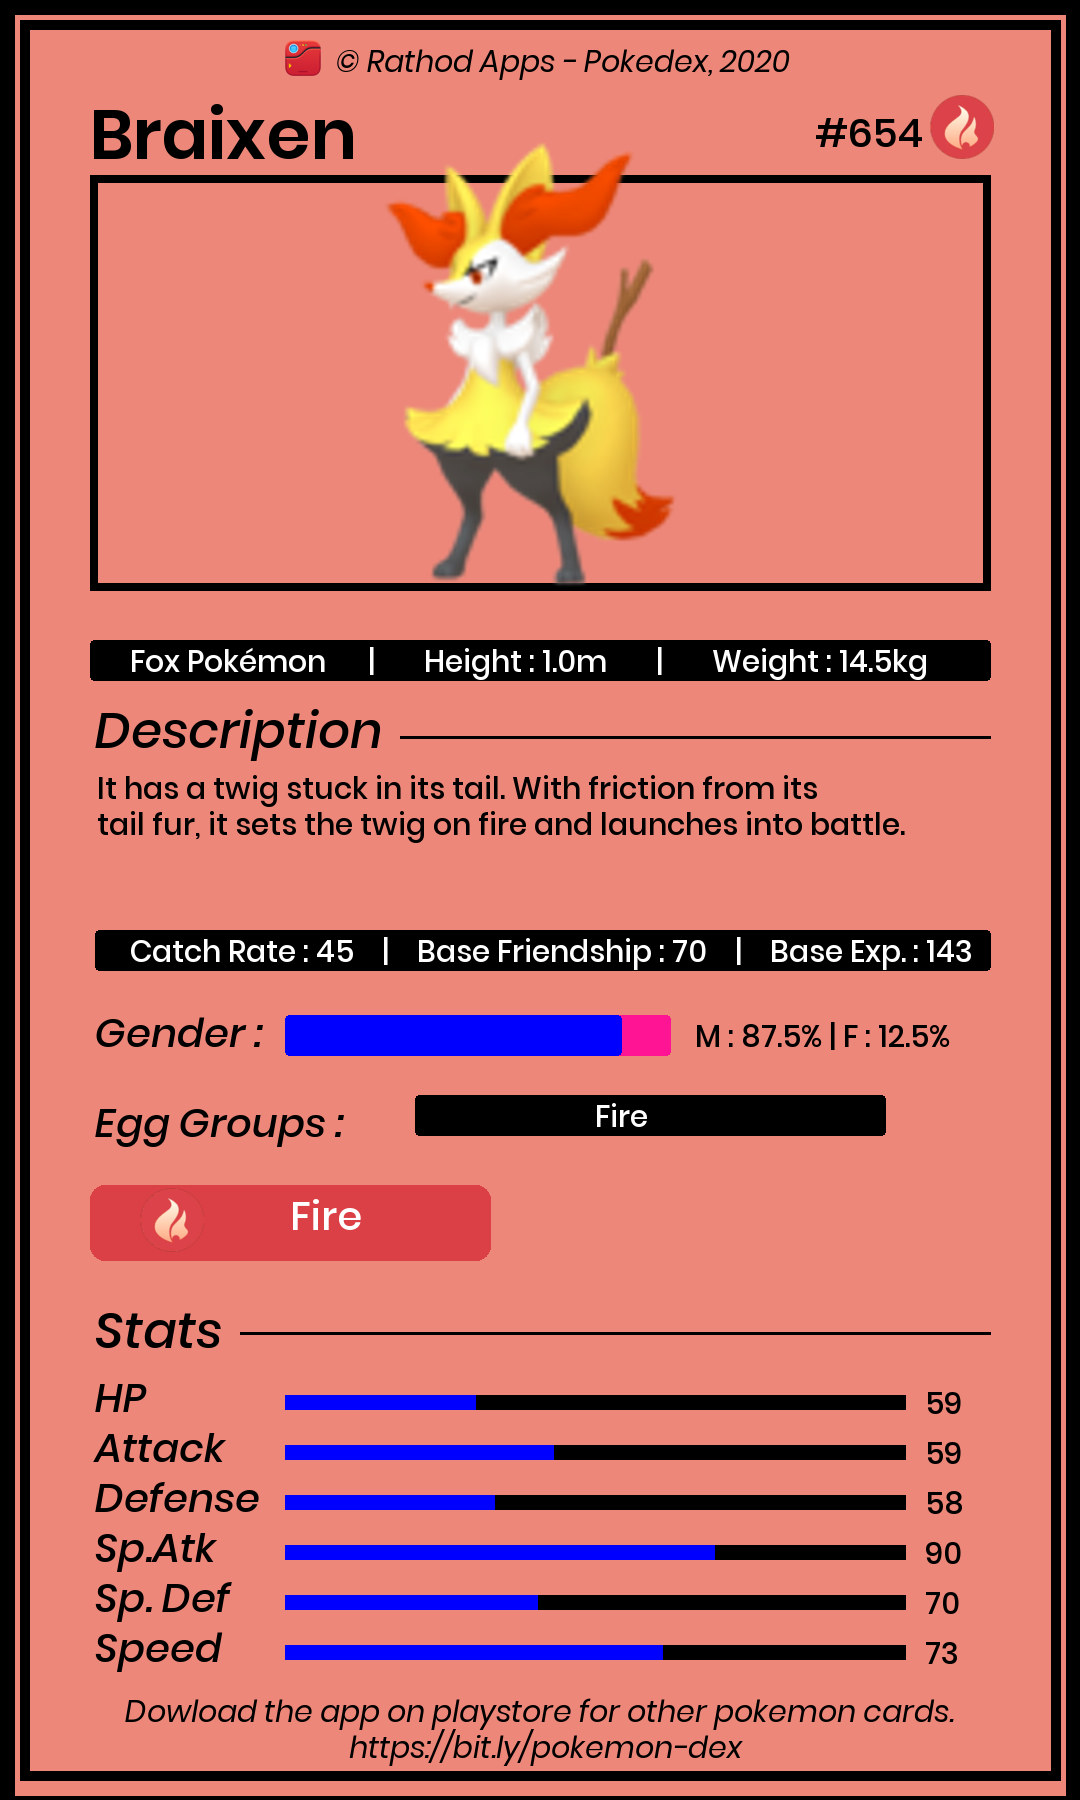 © Rathod Apps - Pokedex, 2020
Braixen
#654
Fox Pokémon | Height : 1.0m | Weight : 14.5kg
Description
It has a twig stuck in its tail. With friction from its
tail fur, it sets the twig on fire and launches into battle.
Catch Rate : 45 | Base Friendship : 70 | Base Exp. : 143
Gender : M : 87.5% | F : 12.5%
Egg Groups : Fire
Fire
Stats
HP 59
Attack 59
Defense 58
Sp.Atk 90
Sp. Def 70
Speed 73
Dowload the app on playstore for other pokemon cards.
https://bit.ly/pokemon-dex